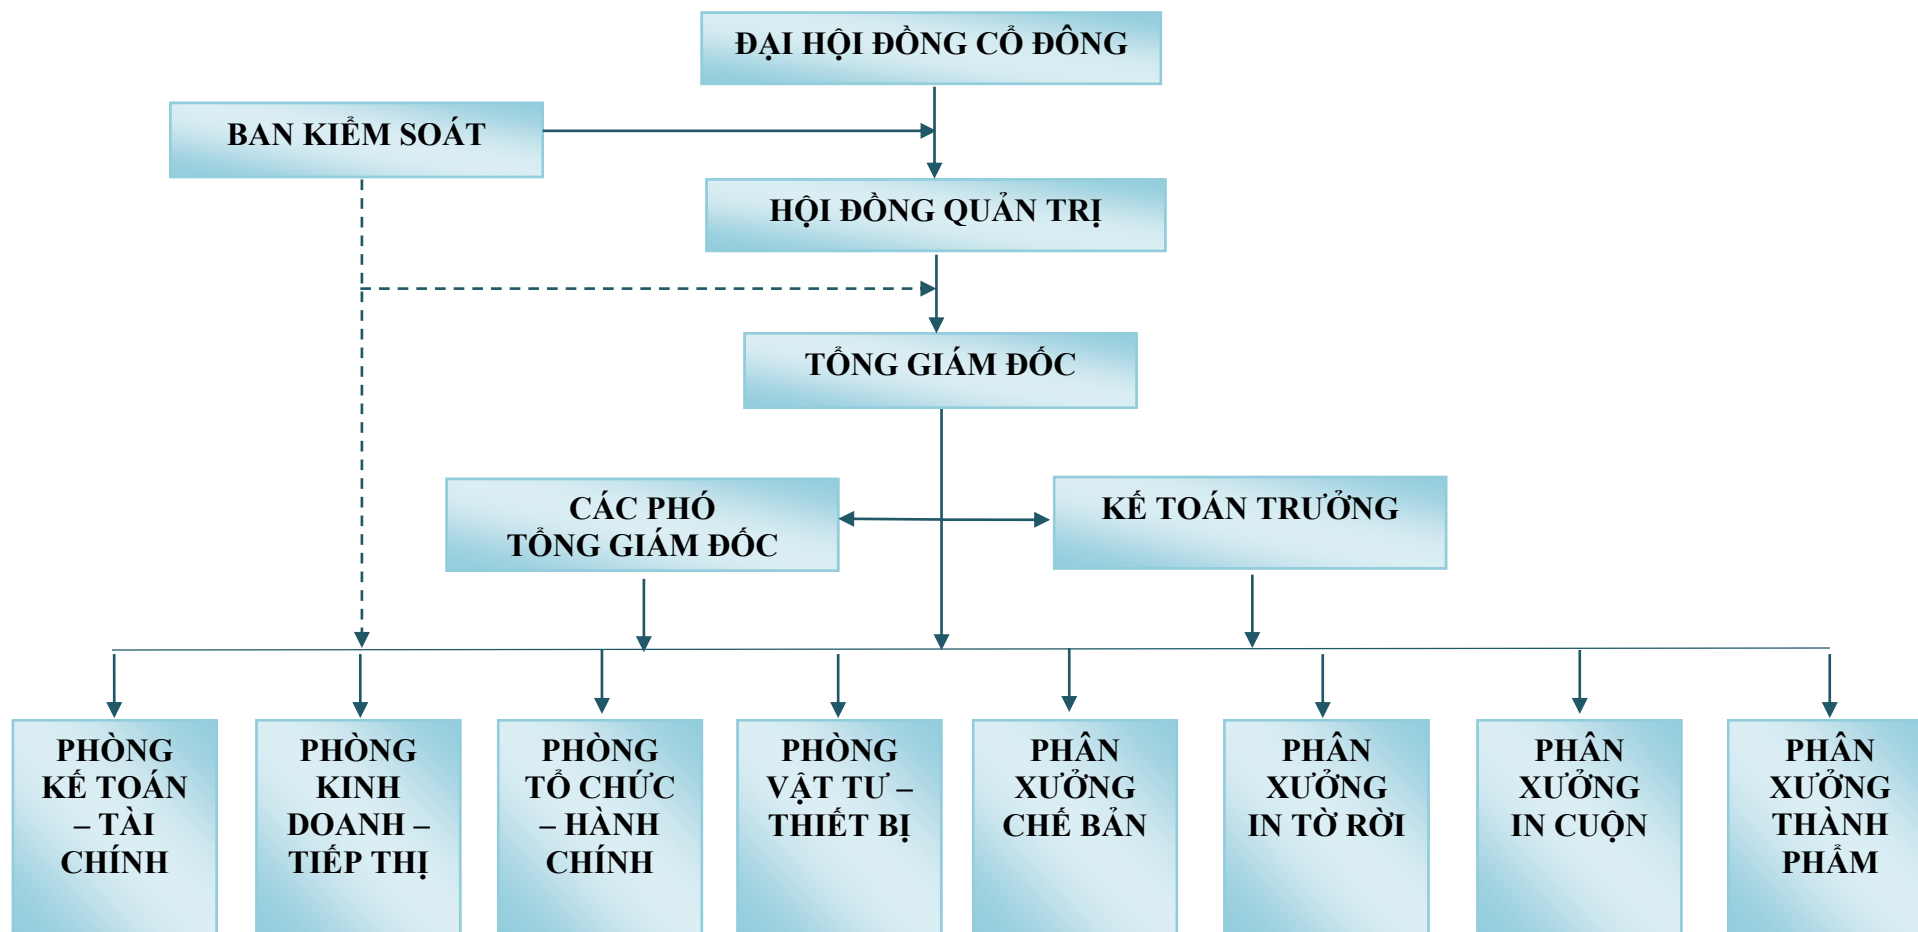 ĐẠI HỘI ĐỒNG CỔ ĐÔNG
BAN KIỂM SOÁT
HỘI ĐỒNG QUẢN TRỊ
TỔNG GIÁM ĐỐC
CÁC PHÓ
TỔNG GIÁM ĐỐC
KẾ TOÁN TRƯỞNG
PHÒNG
KẾ TOÁN
– TÀI
CHÍNH
PHÒNG
KINH
DOANH –
TIẾP THỊ
PHÒNG
TỔ CHỨC
– HÀNH
CHÍNH
PHÒNG
VẬT TƯ –
THIẾT BỊ
PHÂN
XƯỞNG
CHẾ BẢN
PHÂN
XƯỞNG
IN TỜ RỜI
PHÂN
XƯỞNG
IN CUỘN
PHÂN
XƯỞNG
THÀNH
PHẨM